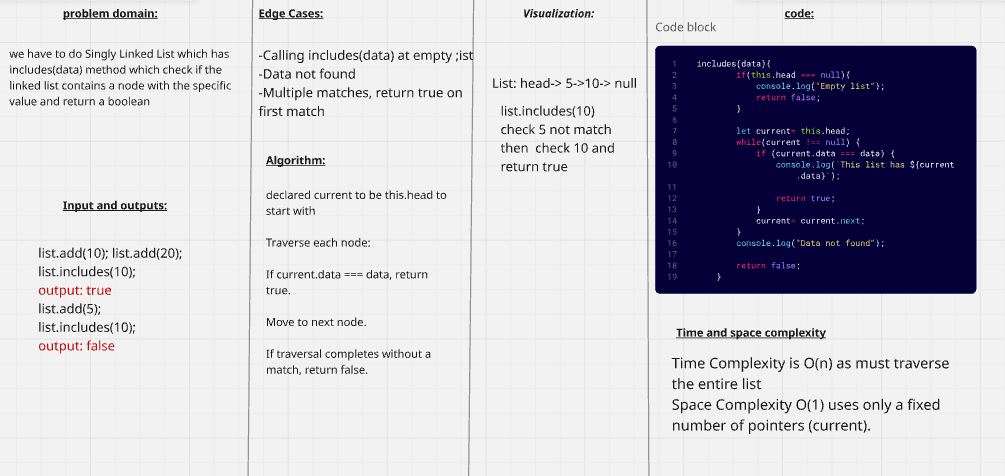 problem domain:
we have to do Singly Linked List which has
includes(data) method which check if the
linked list contains a node with the specific
value and return a boolean
Input and outputs:
list.add(10); list.add(20);
list.includes(10);
output: true
list.add(5);
list.includes(10);
output: false
Edge Cases:
-Calling includes(data) at empty ;ist
-Data not found
-Multiple matches, return true on
first match
Algorithm:
declared current to be this.head to
start with
Traverse each node:
If current.data === data, return
true.
Move to next node.
If traversal completes without a
match, return false.
Visualization:
List: head-> 5->10-> null
list.includes(10)
check 5 not match
then  check 10 and
return true
code:
Code block
1 includes(data){
2 if(this.head === null){
3 console.log("Empty list");
4 return false;
5 }
6
7 let current= this.head;
8 while(current !== null) {
9 if (current.data === data) {
10 console.log(`This list has ${current
.data}`);
11
12 return true;
13 }
14 current= current.next;
15 }
16 console.log("Data not found");
17
18 return false;
19 }
Time and space complexity
Time Complexity is O(n) as must traverse
the entire list
Space Complexity O(1) uses only a fixed
number of pointers (current).